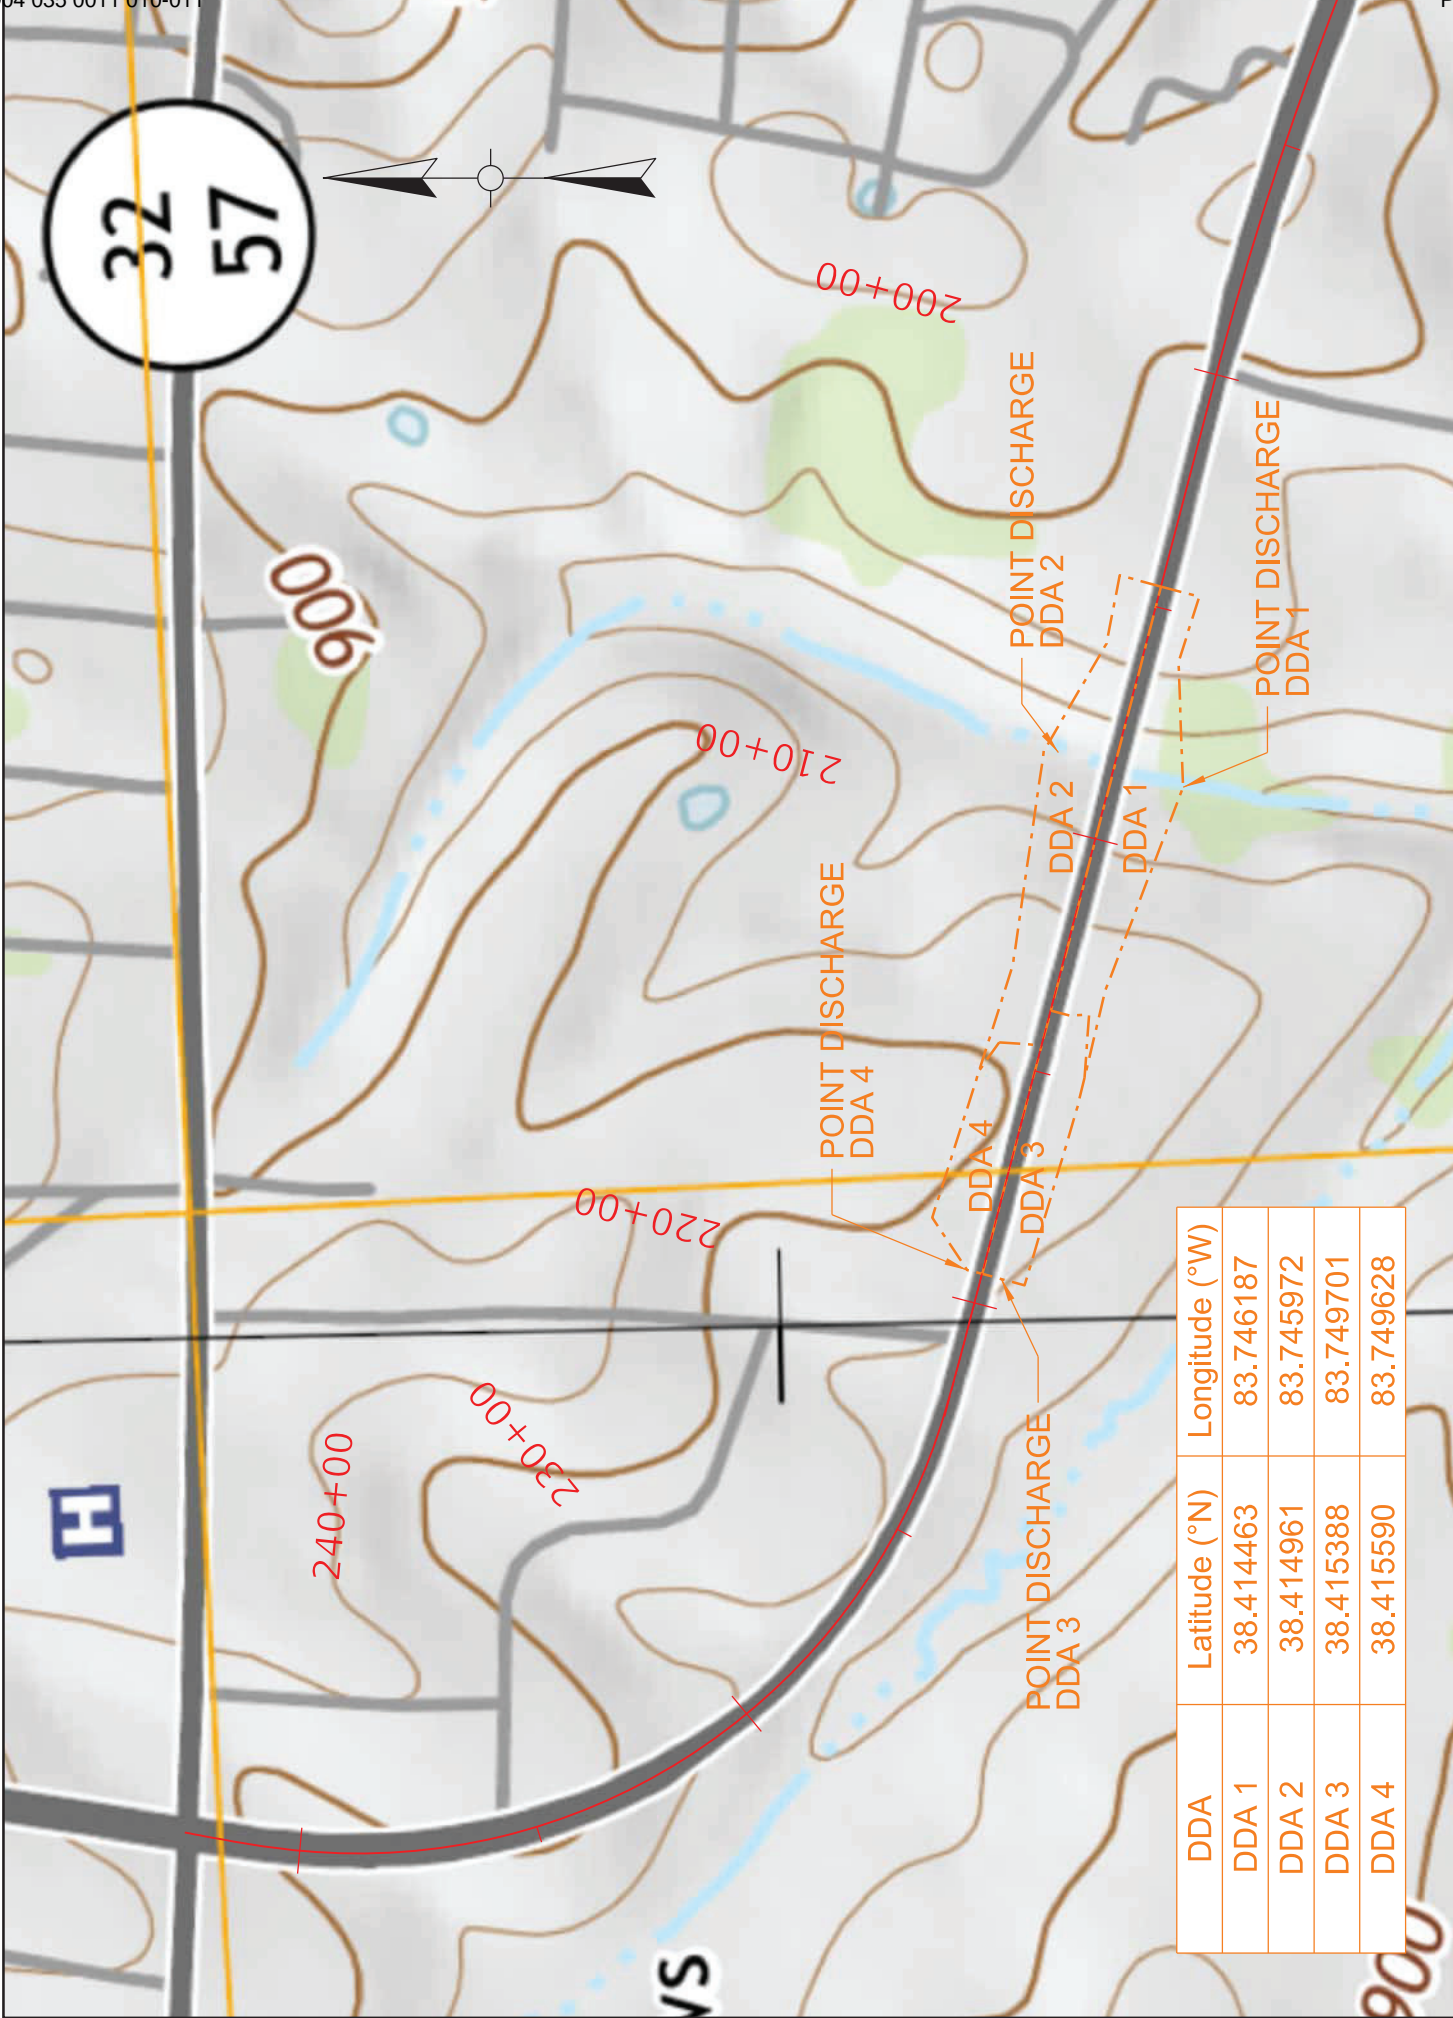 32
57
900
200+00
210+00
220+00
230+00
240+00
POINT DISCHARGE
DDA 2
POINT DISCHARGE
DDA 1
POINT DISCHARGE
DDA 4
POINT DISCHARGE
DDA 3
DDA 2
DDA 1
DDA 4
DDA 3
H
DDA Latitude (°N) Longitude (°W)
DDA 1 38.414463 83.746187
DDA 2 38.414961 83.745972
DDA 3 38.415388 83.749701
DDA 4 38.415590 83.749628
900